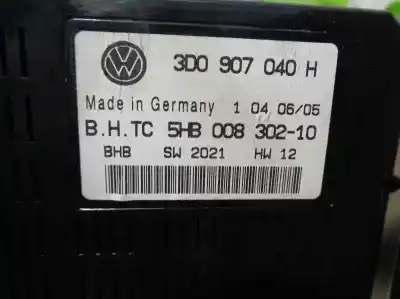 3D0 907 040 H
Made in Germany 1 04 06/05
B.H.TC 5HB 008 302-10
BHB SW 2021 HW 12